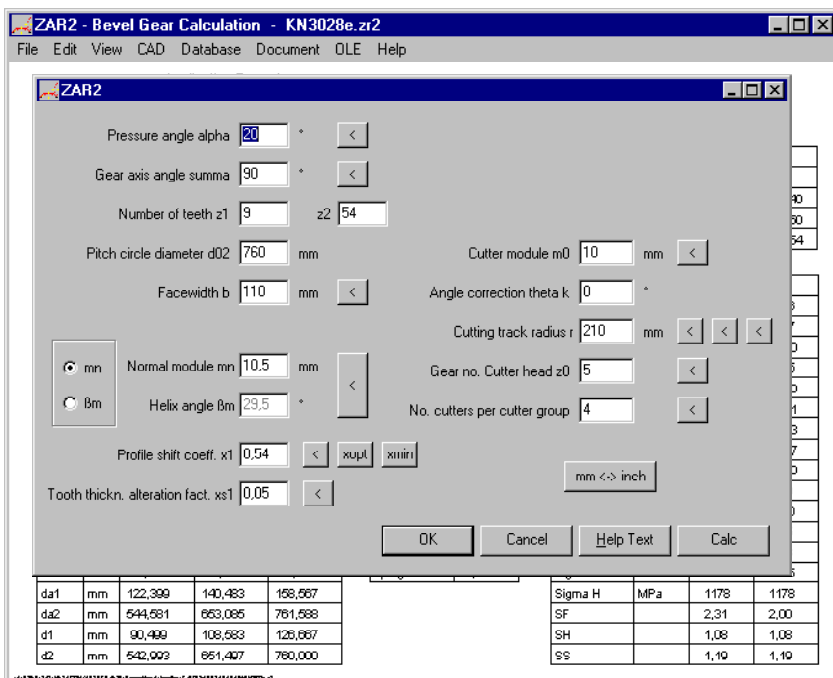 ZAR2 - Bevel Gear Calculation - KN3028e.zr2
File Edit View CAD Database Document OLE Help
ZAR2
Pressure angle alpha 20 ° <
Gear axis angle summa 90 ° <
Number of teeth z1 9 z2 54
Pitch circle diameter d02 760 mm Cutter module m0 10 mm <
Facewidth b 110 mm < Angle correction theta k 0 °
Cutting track radius r 210 mm < < <
mn Normal module mn 10.5 mm < Gear no. Cutter head z0 5 <
ßm Helix angle ßm 29,5 ° No. cutters per cutter group 4 <
Profile shift coeff. x1 0,54 < xopt xmin
mm <-> inch
Tooth thickn. alteration fact. xs1 0,05 <
OK Cancel Help Text Calc
da1 mm 122,399 140,483 158,567 Sigma H MPa 1178 1178
da2 mm 544,581 653,085 761,588 SF 2,31 2,00
d1 mm 90,499 108,583 126,667 SH 1,08 1,08
d2 mm 542,993 651,497 760,000 SS 1,19 1,19